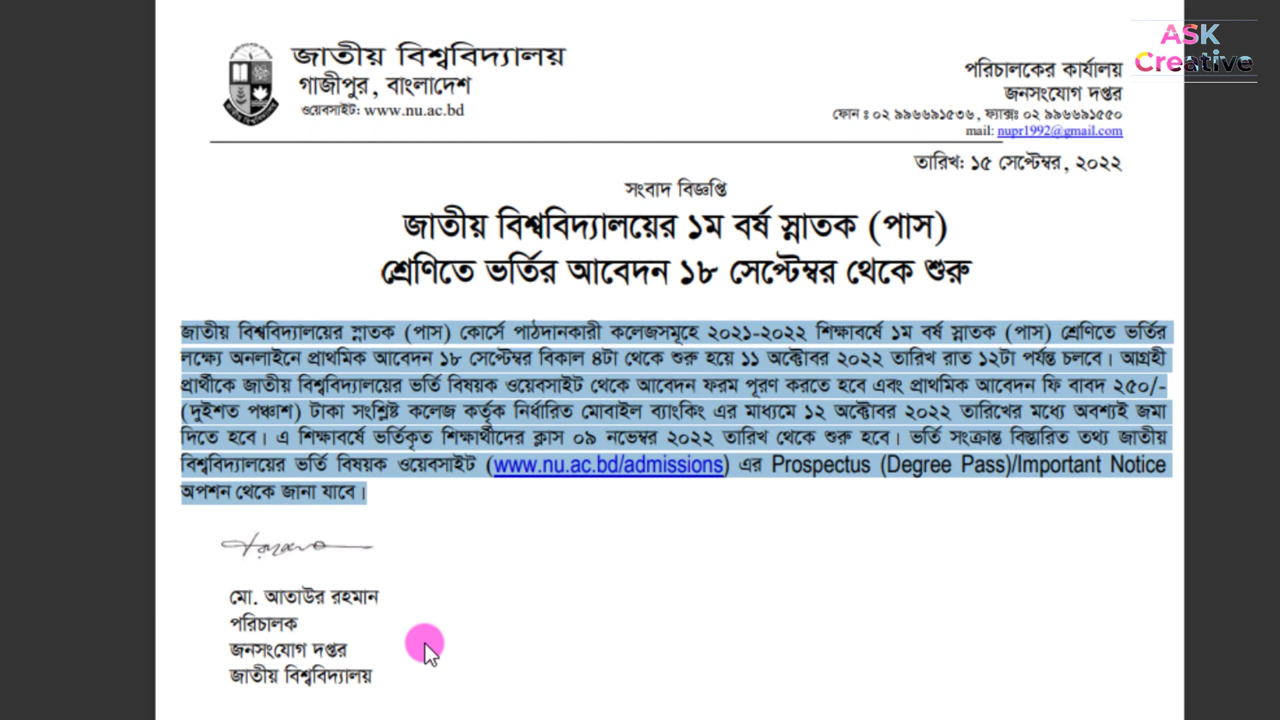 ASK
Creative
জাতীয় বিশ্ববিদ্যালয়
গাজীপুর, বাংলাদেশ
ওয়েবসাইট: www.nu.ac.bd
পরিচালকের কার্যালয়
জনসংযোগ দপ্তর
ফোন ঃ ০২ ৯৯৬৬৯১৫৩৬, ফ্যাক্সঃ ০২ ৯৯৬৬৯১৫৫০
mail: nupr1992@gmail.com
তারিখ: ১৫ সেপ্টেম্বর, ২০২২
সংবাদ বিজ্ঞপ্তি
জাতীয় বিশ্ববিদ্যালয়ের ১ম বর্ষ স্নাতক (পাস)
শ্রেণিতে ভর্তির আবেদন ১৮ সেপ্টেম্বর থেকে শুরু
জাতীয় বিশ্ববিদ্যালয়ের স্নাতক (পাস) কোর্সে পাঠদানকারী কলেজসমূহে ২০২১-২০২২ শিক্ষাবর্ষে ১ম বর্ষ স্নাতক (পাস) শ্রেণিতে ভর্তির
লক্ষ্যে অনলাইনে প্রাথমিক আবেদন ১৮ সেপ্টেম্বর বিকাল ৪টা থেকে শুরু হয়ে ১১ অক্টোবর ২০২২ তারিখ রাত ১২টা পর্যন্ত চলবে। আগ্রহী
প্রার্থীকে জাতীয় বিশ্ববিদ্যালয়ের ভর্তি বিষয়ক ওয়েবসাইট থেকে আবেদন ফরম পূরণ করতে হবে এবং প্রাথমিক আবেদন ফি বাবদ ২৫০/-
(দুইশত পঞ্চাশ) টাকা সংশ্লিষ্ট কলেজ কর্তৃক নির্ধারিত মোবাইল ব্যাংকিং এর মাধ্যমে ১২ অক্টোবর ২০২২ তারিখের মধ্যে অবশ্যই জমা
দিতে হবে। এ শিক্ষাবর্ষে ভর্তিকৃত শিক্ষার্থীদের ক্লাস ০৯ নভেম্বর ২০২২ তারিখ থেকে শুরু হবে। ভর্তি সংক্রান্ত বিস্তারিত তথ্য জাতীয়
বিশ্ববিদ্যালয়ের ভর্তি বিষয়ক ওয়েবসাইট (www.nu.ac.bd/admissions) এর Prospectus (Degree Pass)/Important Notice
অপশন থেকে জানা যাবে।
মো. আতাউর রহমান
পরিচালক
জনসংযোগ দপ্তর
জাতীয় বিশ্ববিদ্যালয়